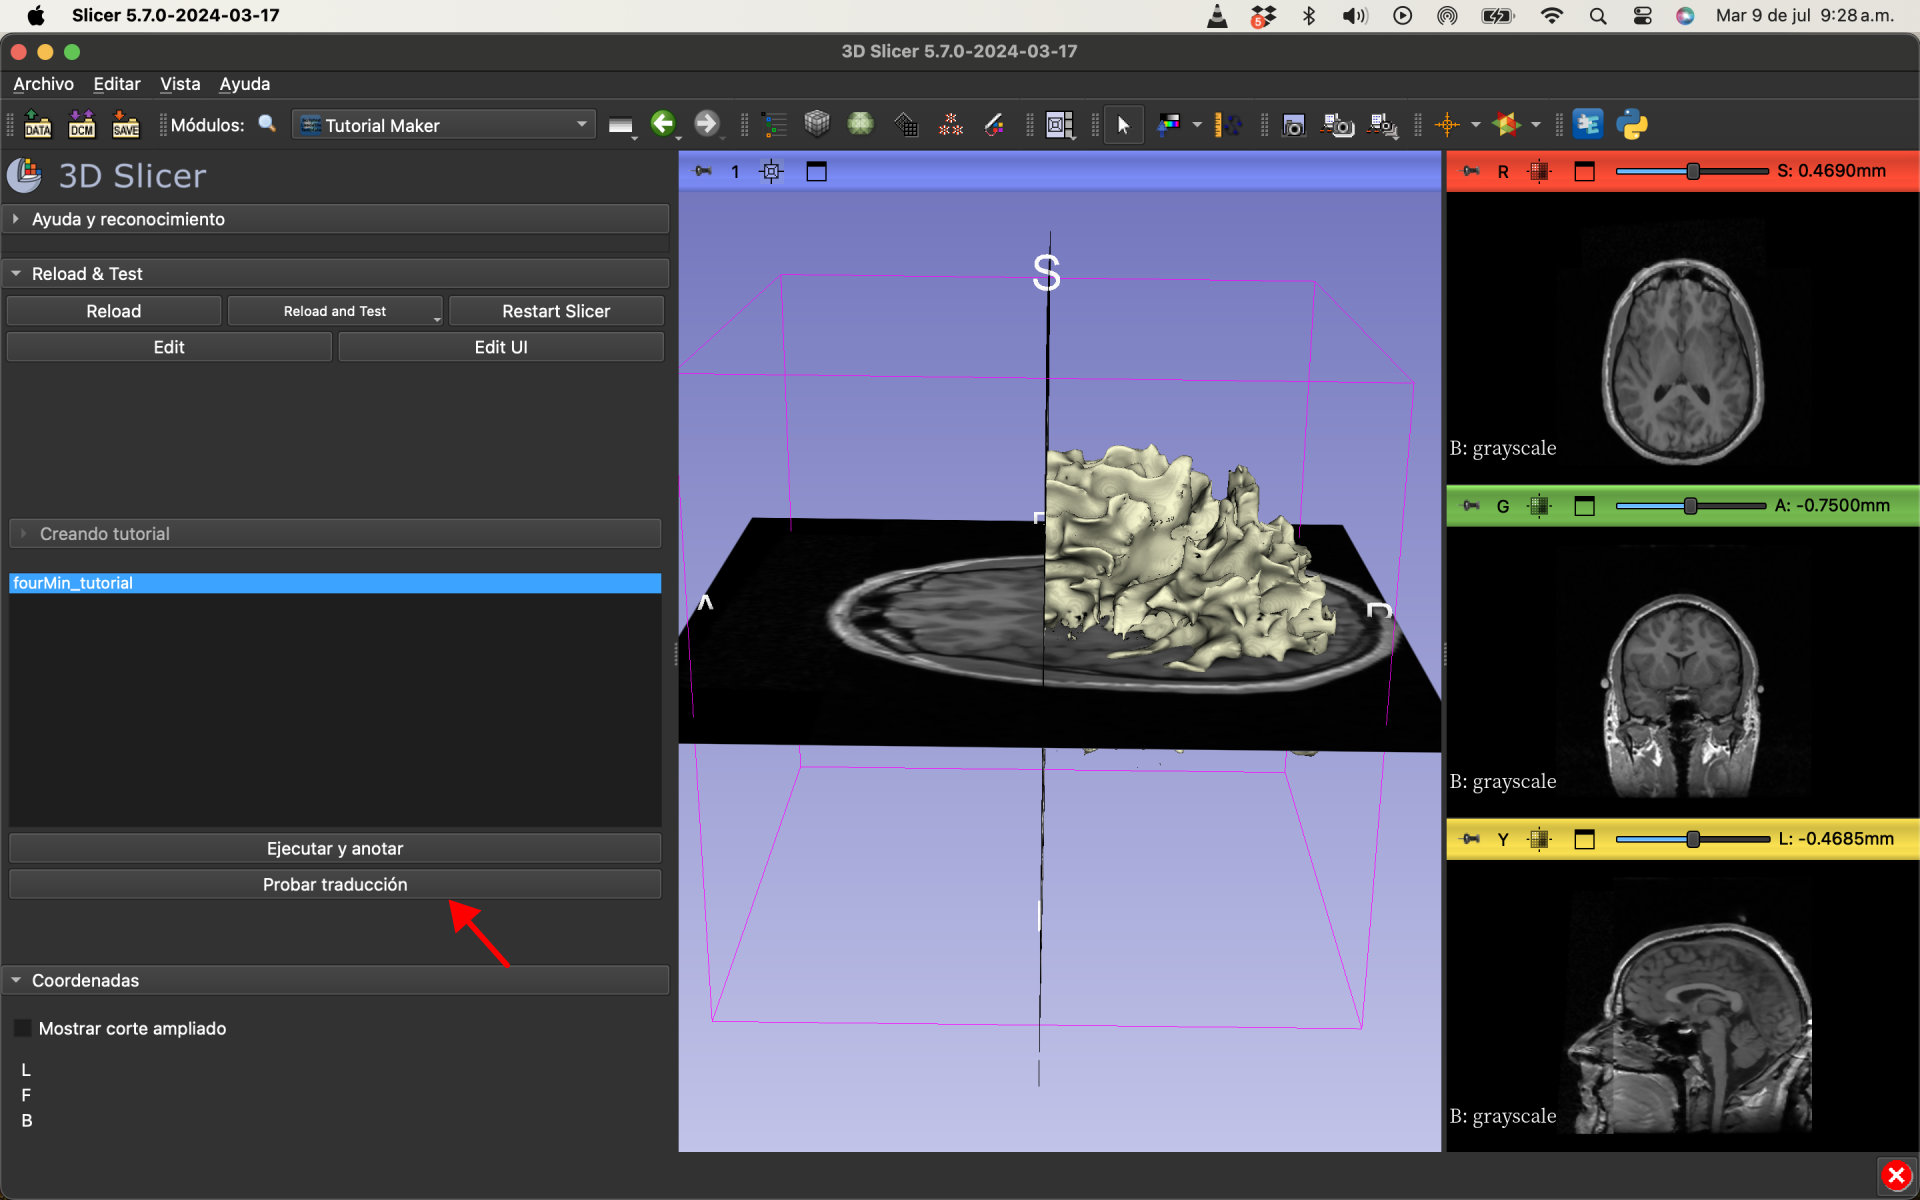 Slicer 5.7.0-2024-03-17
5
Mar 9 de jul 9:28 a.m.
3D Slicer 5.7.0-2024-03-17
Archivo Editar Vista Ayuda
DATA DCM SAVE Módulos: Tutorial Maker
3D Slicer
Ayuda y reconocimiento
Reload & Test
Reload Reload and Test Restart Slicer
Edit Edit UI
Creando tutorial
fourMin_tutorial
Ejecutar y anotar
Probar traducción
Coordenadas
Mostrar corte ampliado
L
F
B
1
S
I
R S: 0.4690mm
B: grayscale
G A: -0.7500mm
B: grayscale
Y L: -0.4685mm
B: grayscale